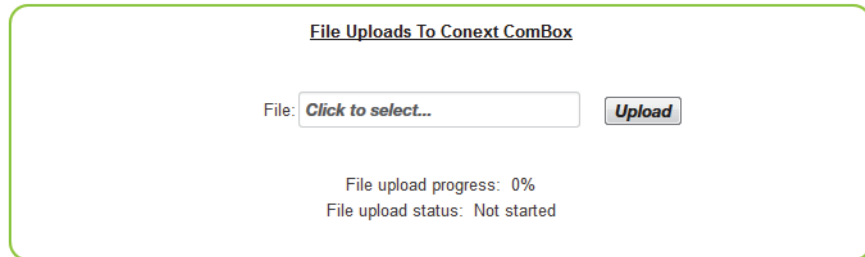 File Uploads To Conext ComBox
File: Click to select... Upload
File upload progress: 0%
File upload status: Not started